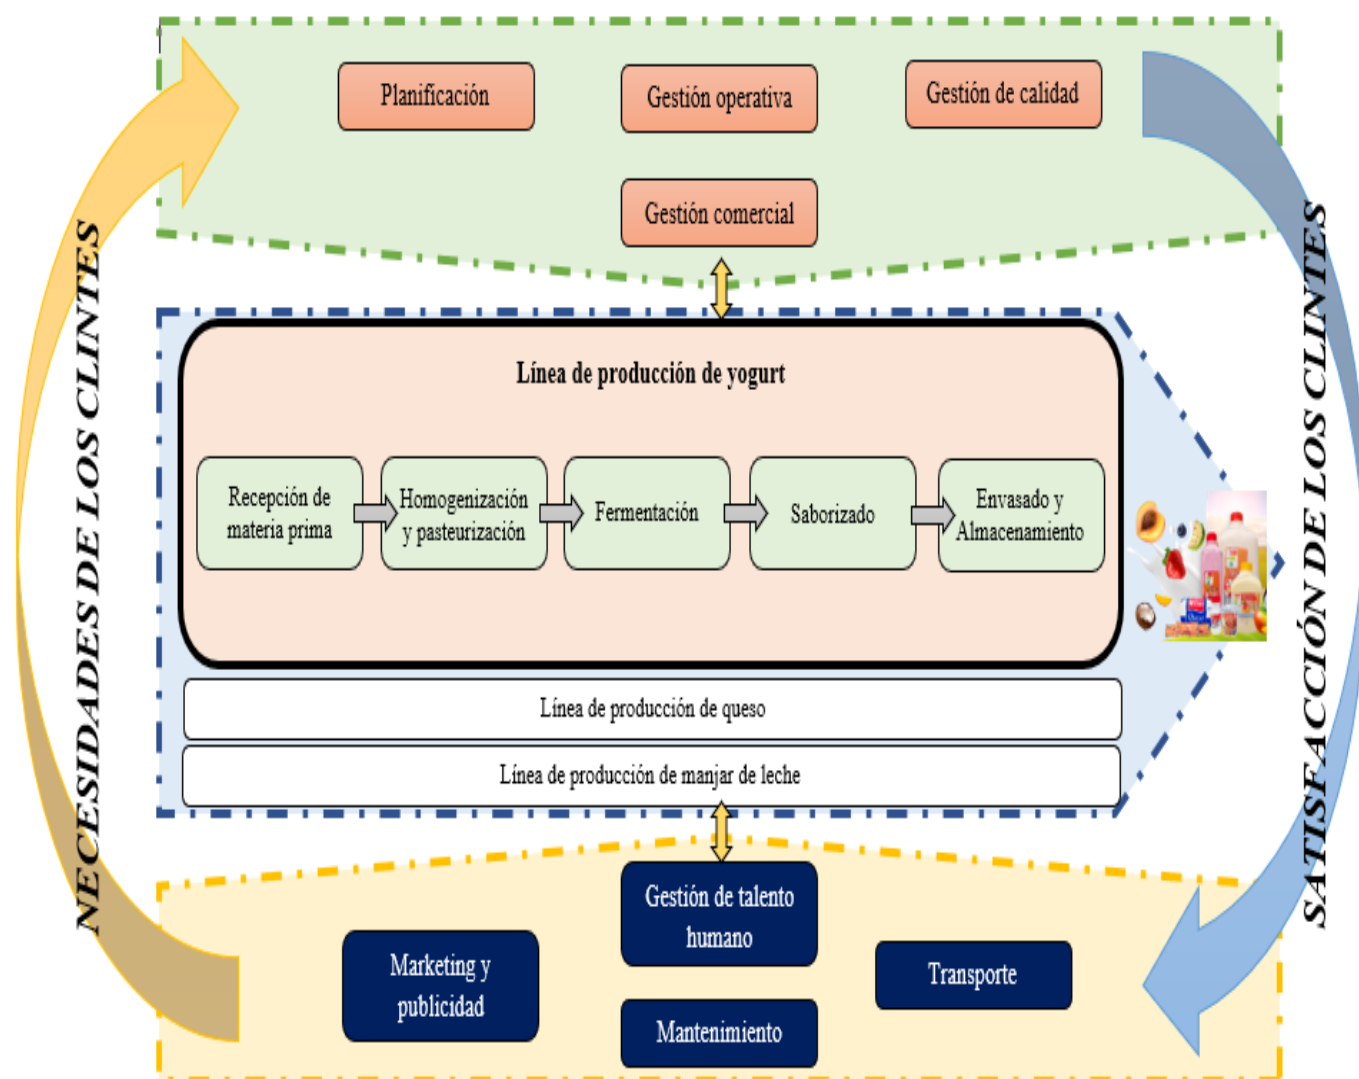 Planificación
Gestión operativa
Gestión de calidad
Gestión comercial
NECESIDADES DE LOS CLINTES
SATISFACCIÓN DE LOS CLINTES
Línea de producción de yogurt
Recepción de
materia prima
Homogenización
y pasteurización
Fermentación
Saborizado
Envasado y
Almacenamiento
Línea de producción de queso
Línea de producción de manjar de leche
Gestión de talento
humano
Marketing y
publicidad
Transporte
Mantenimiento